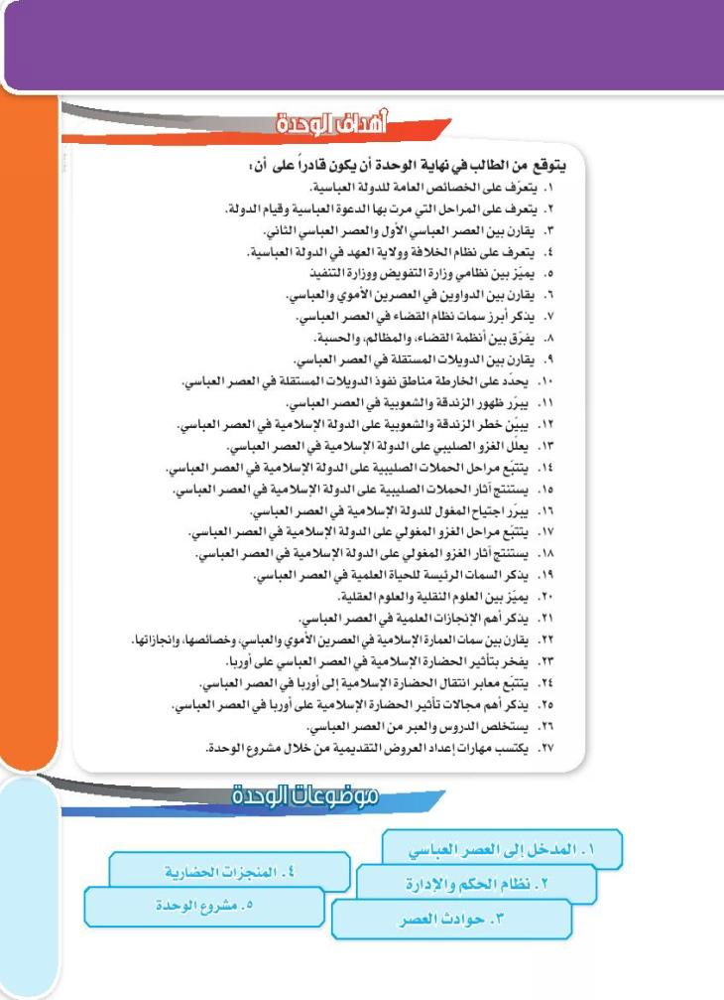 أهداف الوحدة
يتوقع من الطالب في نهاية الوحدة أن يكون قادراً على أن:
١. يتعرّف على الخصائص العامة للدولة العباسية.
٢. يتعرف على المراحل التي مرت بها الدعوة العباسية وقيام الدولة.
٣. يقارن بين العصر العباسي الأول والعصر العباسي الثاني.
٤. يتعرف على نظام الخلافة وولاية العهد في الدولة العباسية.
٥. يميّز بين نظامي وزارة التفويض ووزارة التنفيذ
٦. يقارن بين الدواوين في العصرين الأموي والعباسي.
٧. يذكر أبرز سمات نظام القضاء في العصر العباسي.
٨. يفرّق بين أنظمة القضاء، والمظالم، والحسبة.
٩. يقارن بين الدويلات المستقلة في العصر العباسي.
١٠. يحدّد على الخارطة مناطق نفوذ الدويلات المستقلة في العصر العباسي.
١١. يبرّر ظهور الزندقة والشعوبية في العصر العباسي.
١٢. يبيّن خطر الزندقة والشعوبية على الدولة الإسلامية في العصر العباسي.
١٣. يعلّل الغزو الصليبي على الدولة الإسلامية في العصر العباسي.
١٤. يتتبّع مراحل الحملات الصليبية على الدولة الإسلامية في العصر العباسي.
١٥. يستنتج آثار الحملات الصليبية على الدولة الإسلامية في العصر العباسي.
١٦. يبرّر اجتياح المغول للدولة الإسلامية في العصر العباسي.
١٧. يتتبّع مراحل الغزو المغولي على الدولة الإسلامية في العصر العباسي.
١٨. يستنتج آثار الغزو المغولي على الدولة الإسلامية في العصر العباسي.
١٩. يذكر السمات الرئيسة للحياة العلمية في العصر العباسي.
٢٠. يميّز بين العلوم النقلية والعلوم العقلية.
٢١. يذكر أهم الإنجازات العلمية في العصر العباسي.
٢٢. يقارن بين سمات العمارة الإسلامية في العصرين الأموي والعباسي، وخصائصها، وإنجازاتها.
٢٣. يفخر بتأثير الحضارة الإسلامية في العصر العباسي على أوربا.
٢٤. يتتبّع معابر انتقال الحضارة الإسلامية إلى أوربا في العصر العباسي.
٢٥. يذكر أهم مجالات تأثير الحضارة الإسلامية على أوربا في العصر العباسي.
٢٦. يستخلص الدروس والعبر من العصر العباسي.
٢٧. يكتسب مهارات إعداد العروض التقديمية من خلال مشروع الوحدة.
موضوعات الوحدة
١. المدخل إلى العصر العباسي
٢. نظام الحكم والإدارة
٣. حوادث العصر
٤. المنجزات الحضارية
٥. مشروع الوحدة